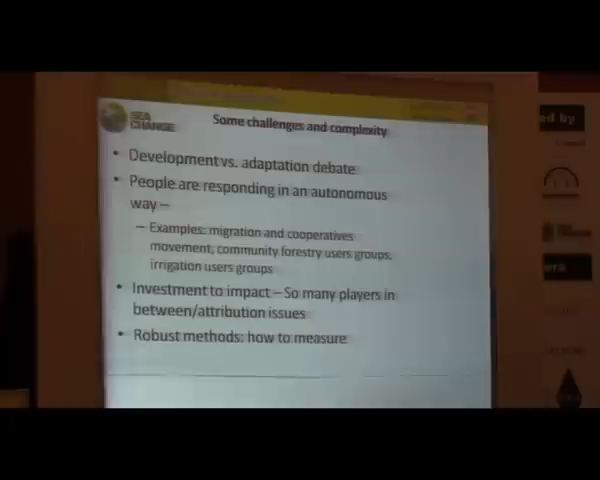 SEA
CHANGE
Some challenges and complexity
• Development vs. adaptation debate
• People are responding in an autonomous
way –
– Examples: migration and cooperatives
movement, community forestry users groups,
irrigation users groups
• Investment to impact – So many players in
between/attribution issues
• Robust methods: how to measure
ed by
ers